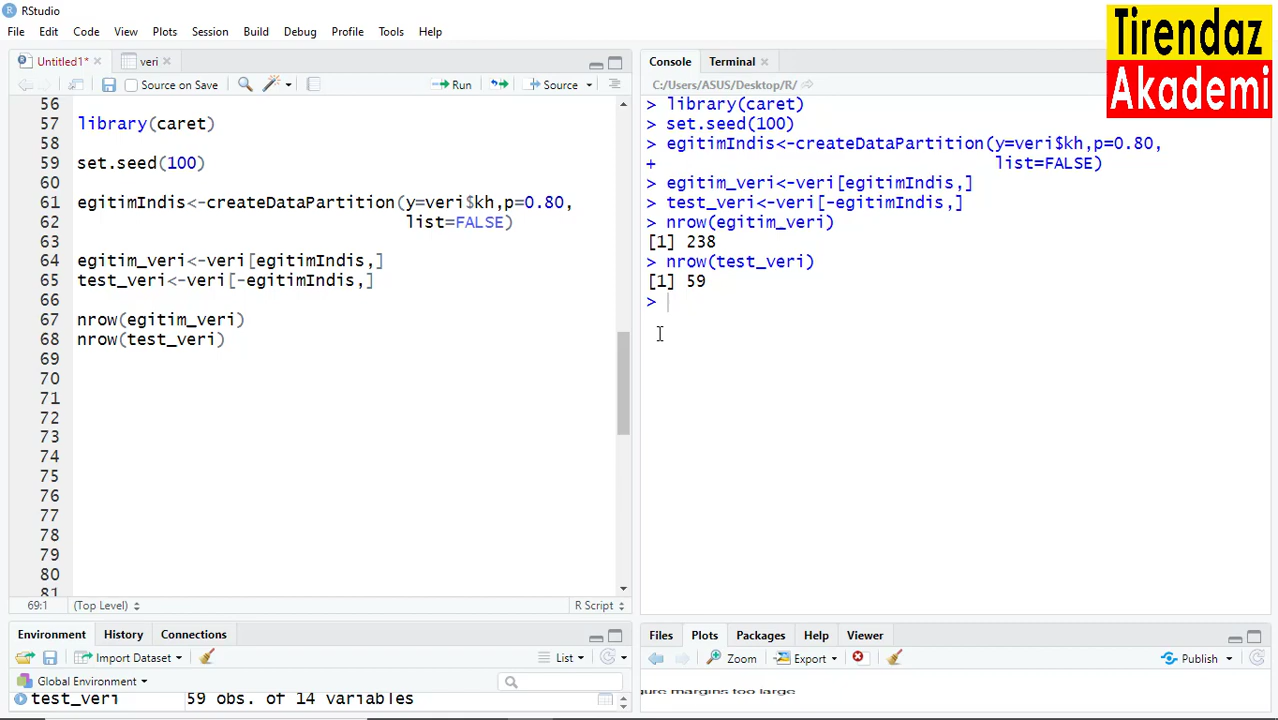 RStudio
File Edit Code View Plots Session Build Debug Profile Tools Help
Tirendaz
Akademi
Untitled1* veri
Source on Save Run Source
56
57 library(caret)
58
59 set.seed(100)
60
61 egitimIndis<-createDataPartition(y=veri$kh,p=0.80,
62 list=FALSE)
63
64 egitim_veri<-veri[egitimIndis,]
65 test_veri<-veri[-egitimIndis,]
66
67 nrow(egitim_veri)
68 nrow(test_veri)
69
70
71
72
73
74
75
76
77
78
79
80
81
69:1 (Top Level) R Script
Console Terminal
C:/Users/ASUS/Desktop/R/
> library(caret)
> set.seed(100)
> egitimIndis<-createDataPartition(y=veri$kh,p=0.80,
+ list=FALSE)
> egitim_veri<-veri[egitimIndis,]
> test_veri<-veri[-egitimIndis,]
> nrow(egitim_veri)
[1] 238
> nrow(test_veri)
[1] 59
>
Environment History Connections
Import Dataset List
Global Environment
test_veri 59 obs. of 14 variables
Files Plots Packages Help Viewer
Zoom Export Publish
gure margins too large